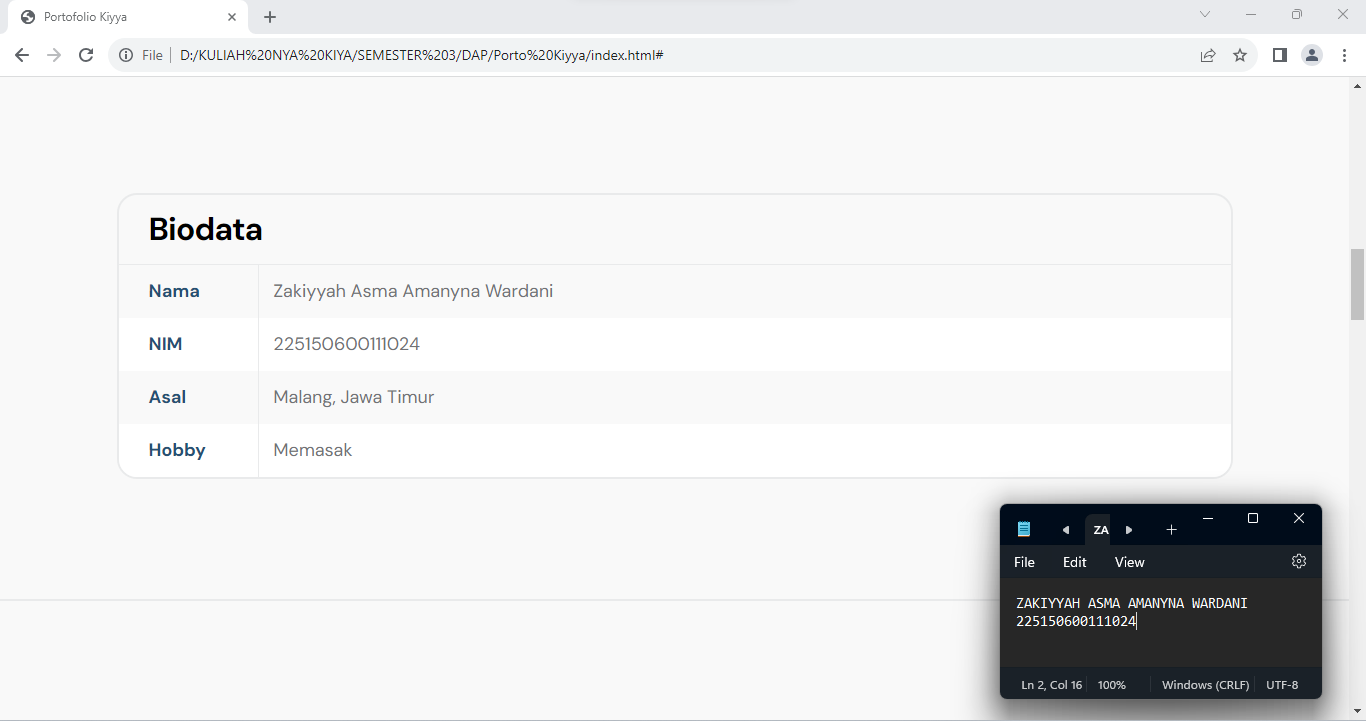 Portofolio Kiyya
File D:/KULIAH%20NYA%20KIYA/SEMESTER%203/DAP/Porto%20Kiyya/index.html#
Biodata
Nama Zakiyyah Asma Amanyna Wardani
NIM 225150600111024
Asal Malang, Jawa Timur
Hobby Memasak
ZA
File Edit View
ZAKIYYAH ASMA AMANYNA WARDANI
225150600111024
Ln 2, Col 16 100% Windows (CRLF) UTF-8